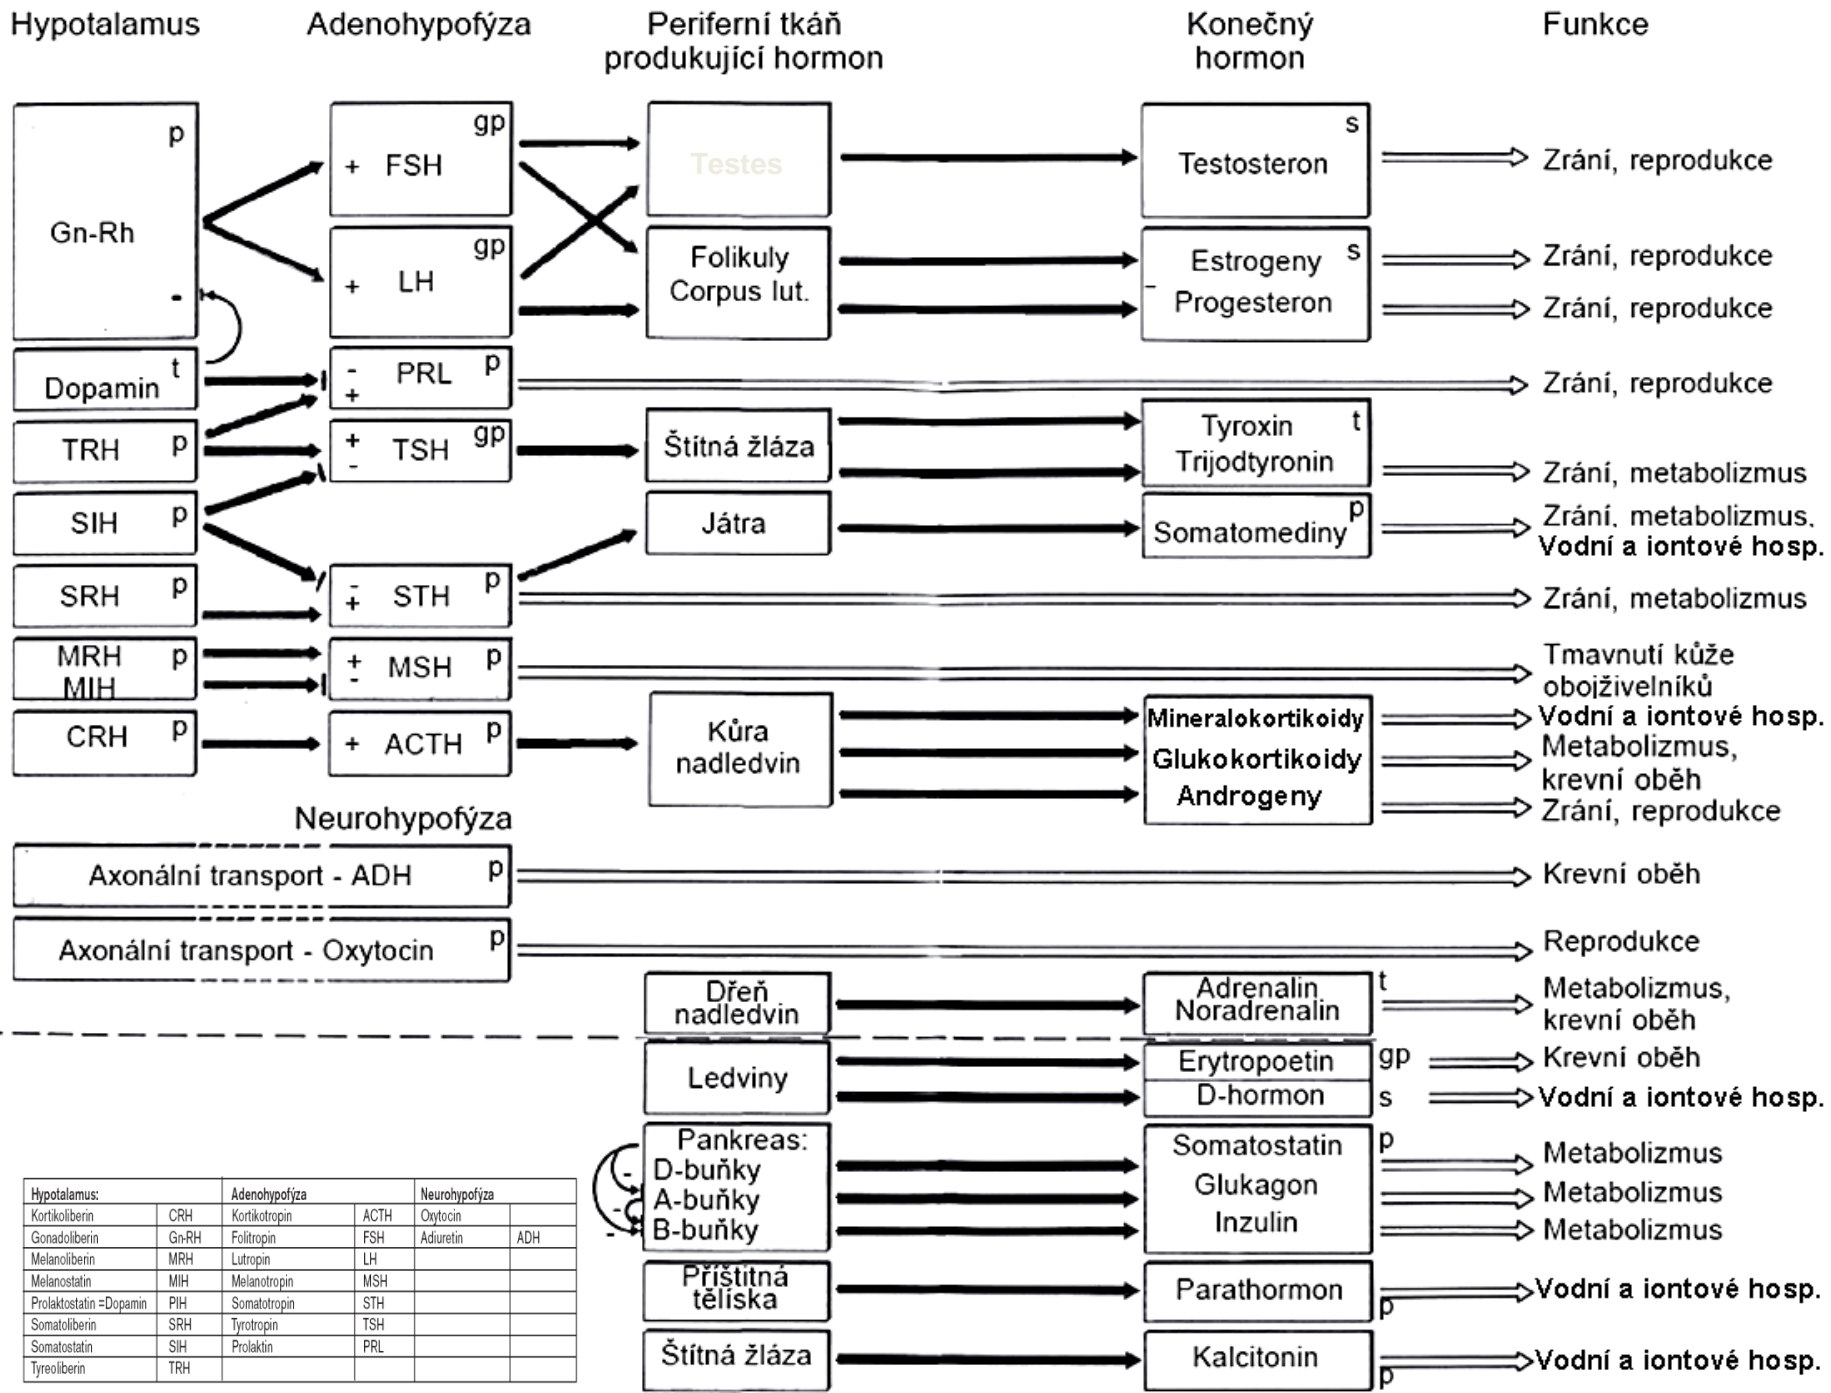 Hypotalamus
Adenohypofýza
Periferní tkáň
produkující hormon
Konečný
hormon
Funkce
p
Gn-Rh
-
gp
+ FSH
Testes
s
Testosteron
Zrání, reprodukce
gp
+ LH
Folikuly
Corpus lut.
Estrogeny s
- Progesteron
Zrání, reprodukce
Zrání, reprodukce
Dopamin t
- PRL p
+
Zrání, reprodukce
TRH p
+ TSH gp
-
Štítná žláza
Tyroxin t
Trijodtyronin
Zrání, metabolizmus
SIH p
Játra
Somatomediny p
Zrání, metabolizmus,
Vodní a iontové hosp.
SRH p
- STH p
+
Zrání, metabolizmus
MRH p
MIH
+ MSH p
-
Tmavnutí kůže
obojživelníků
CRH p
+ ACTH p
Kůra
nadledvin
Mineralokortikoidy
Glukokortikoidy
Androgeny
Vodní a iontové hosp.
Metabolizmus,
krevní oběh
Zrání, reprodukce
Neurohypofýza
Axonální transport - ADH p
Krevní oběh
Axonální transport - Oxytocin p
Reprodukce
Dřeň
nadledvin
Adrenalin t
Noradrenalin
Metabolizmus,
krevní oběh
Ledviny
Erytropoetin gp
Krevní oběh
D-hormon s
Vodní a iontové hosp.
Pankreas:
- D-buňky
- A-buňky
- B-buňky
Somatostatin p
Glukagon
Inzulin
Metabolizmus
Metabolizmus
Metabolizmus
Příštitná
tělíska
Parathormon p
Vodní a iontové hosp.
Štítná žláza
Kalcitonin p
Vodní a iontové hosp.
Hypotalamus: Adenohypofýza Neurohypofýza
Kortikoliberin CRH Kortikotropin ACTH Oxytocin
Gonadoliberin Gn-RH Folitropin FSH Adiuretin ADH
Melanoliberin MRH Lutropin LH
Melanostatin MIH Melanotropin MSH
Prolaktostatin =Dopamin PIH Somatotropin STH
Somatoliberin SRH Tyrotropin TSH
Somatostatin SIH Prolaktin PRL
Tyreoliberin TRH